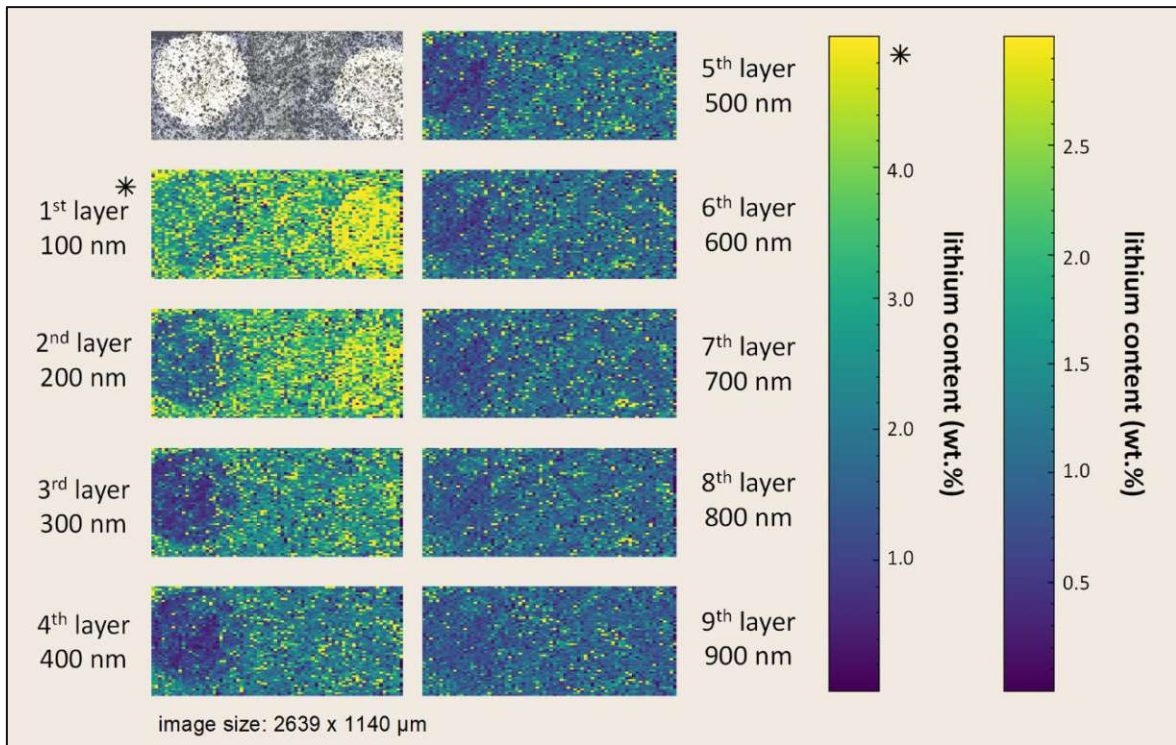 ✳
1st layer
100 nm
2nd layer
200 nm
3rd layer
300 nm
4th layer
400 nm
5th layer
500 nm
6th layer
600 nm
7th layer
700 nm
8th layer
800 nm
9th layer
900 nm
image size: 2639 x 1140 µm
✳
4.0
3.0
2.0
1.0
lithium content (wt.%)
2.5
2.0
1.5
1.0
0.5
lithium content (wt.%)